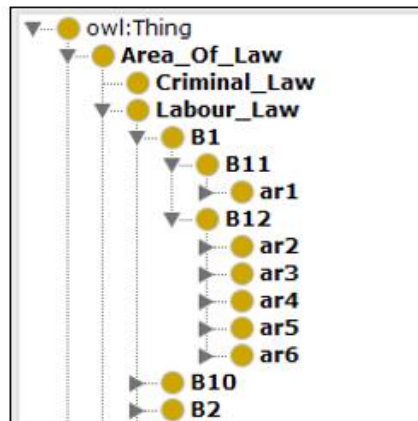 owl:Thing
Area_Of_Law
Criminal_Law
Labour_Law
B1
B11
ar1
B12
ar2
ar3
ar4
ar5
ar6
B10
B2